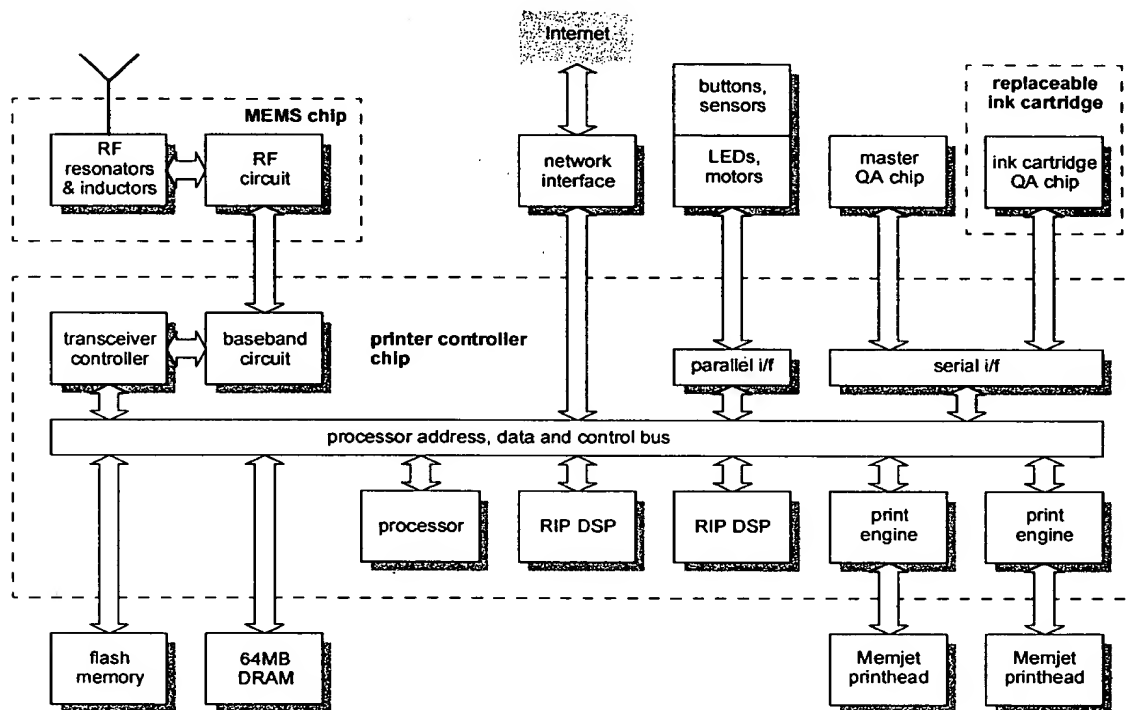 Internet
MEMS chip
RF
resonators
& inductors
RF
circuit
network
interface
buttons,
sensors
LEDs,
motors
master
QA chip
replaceable
ink cartridge
ink cartridge
QA chip
transceiver
controller
baseband
circuit
printer controller
chip
parallel i/f
serial i/f
processor address, data and control bus
processor
RIP DSP
RIP DSP
print
engine
print
engine
flash
memory
64MB
DRAM
Memjet
printhead
Memjet
printhead